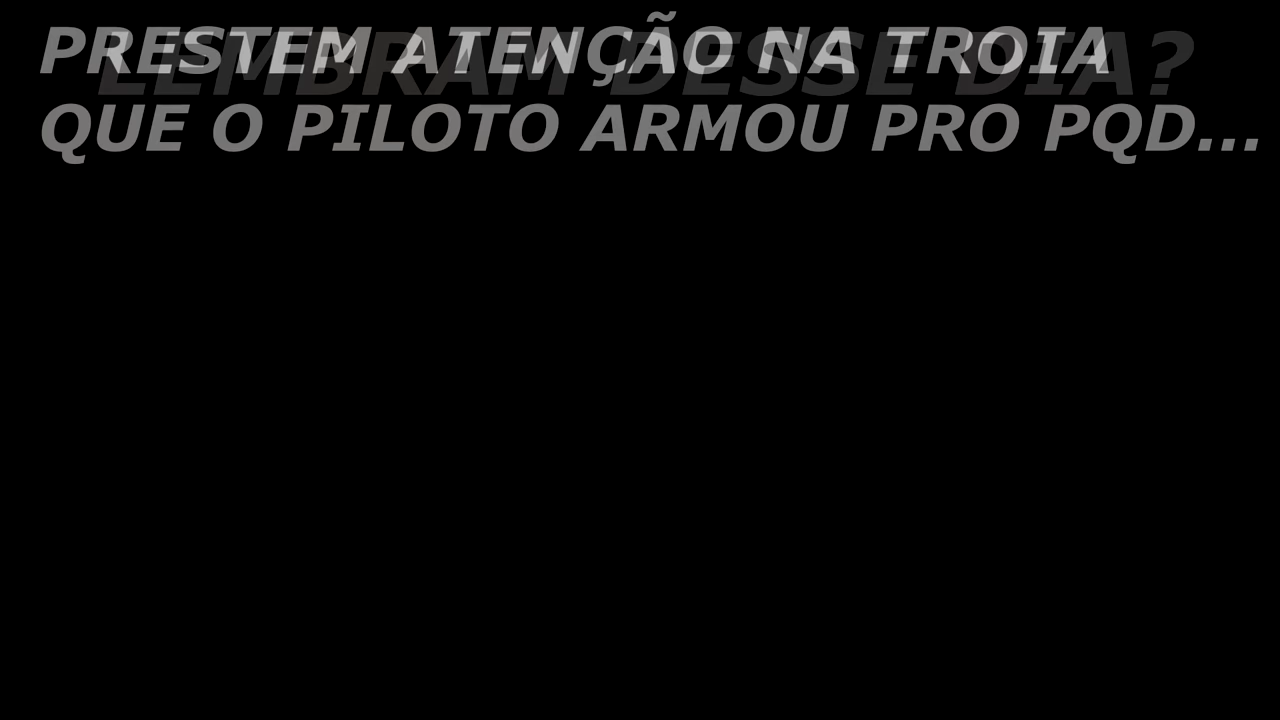 PRESTEM ATENÇÃO NA TROIA
LEMBRAM DESSE DIA?
QUE O PILOTO ARMOU PRO PQD...